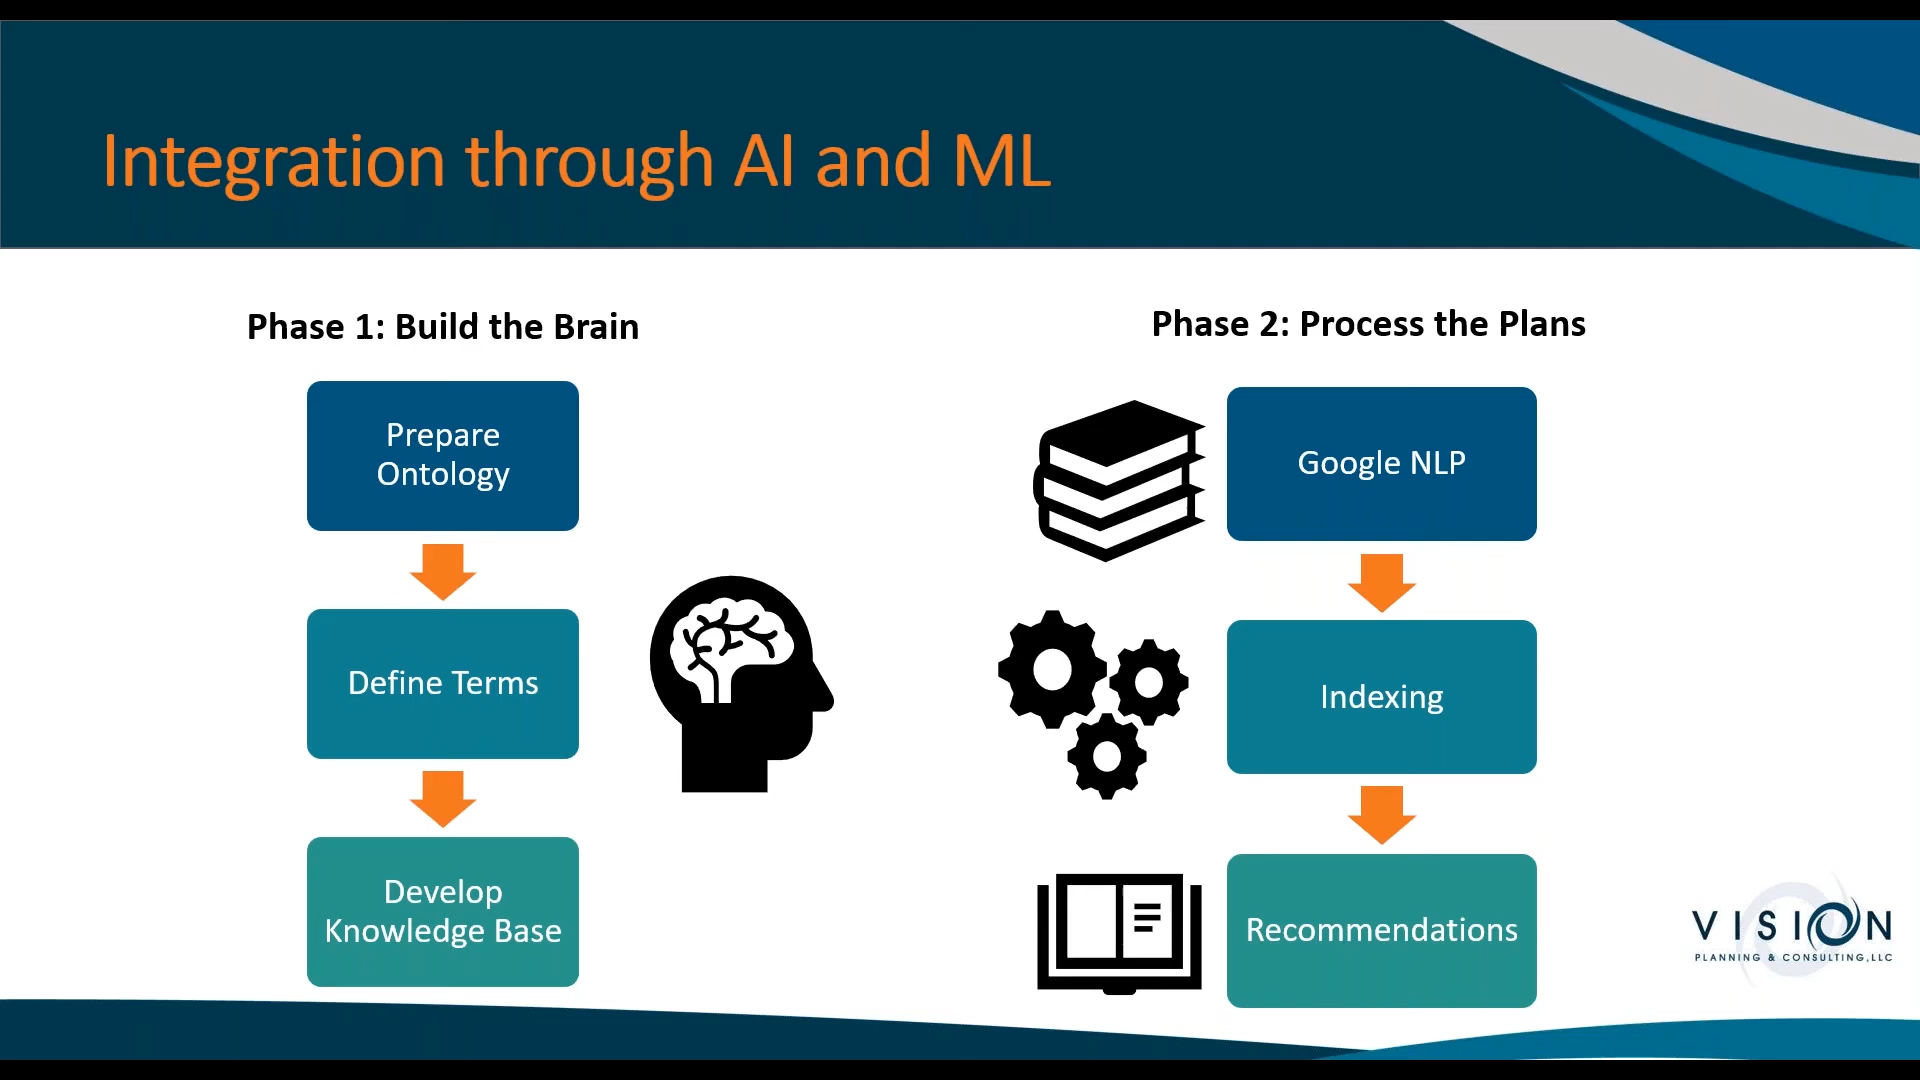 Integration through AI and ML
Phase 1: Build the Brain
Prepare
Ontology
Define Terms
Develop
Knowledge Base
Phase 2: Process the Plans
Google NLP
Indexing
Recommendations
VISION
PLANNING & CONSULTING, LLC